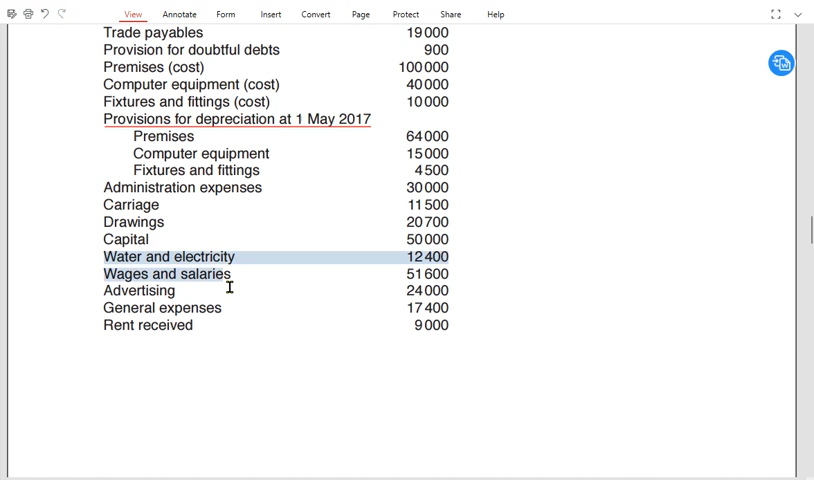 View Annotate Form Insert Convert Page Protect Share Help
Trade payables 19 000
Provision for doubtful debts 900
Premises (cost) 100 000
Computer equipment (cost) 40 000
Fixtures and fittings (cost) 10 000
Provisions for depreciation at 1 May 2017
Premises 64 000
Computer equipment 15 000
Fixtures and fittings 4 500
Administration expenses 30 000
Carriage 11 500
Drawings 20 700
Capital 50 000
Water and electricity 12 400
Wages and salaries 51 600
Advertising 24 000
General expenses 17 400
Rent received 9 000